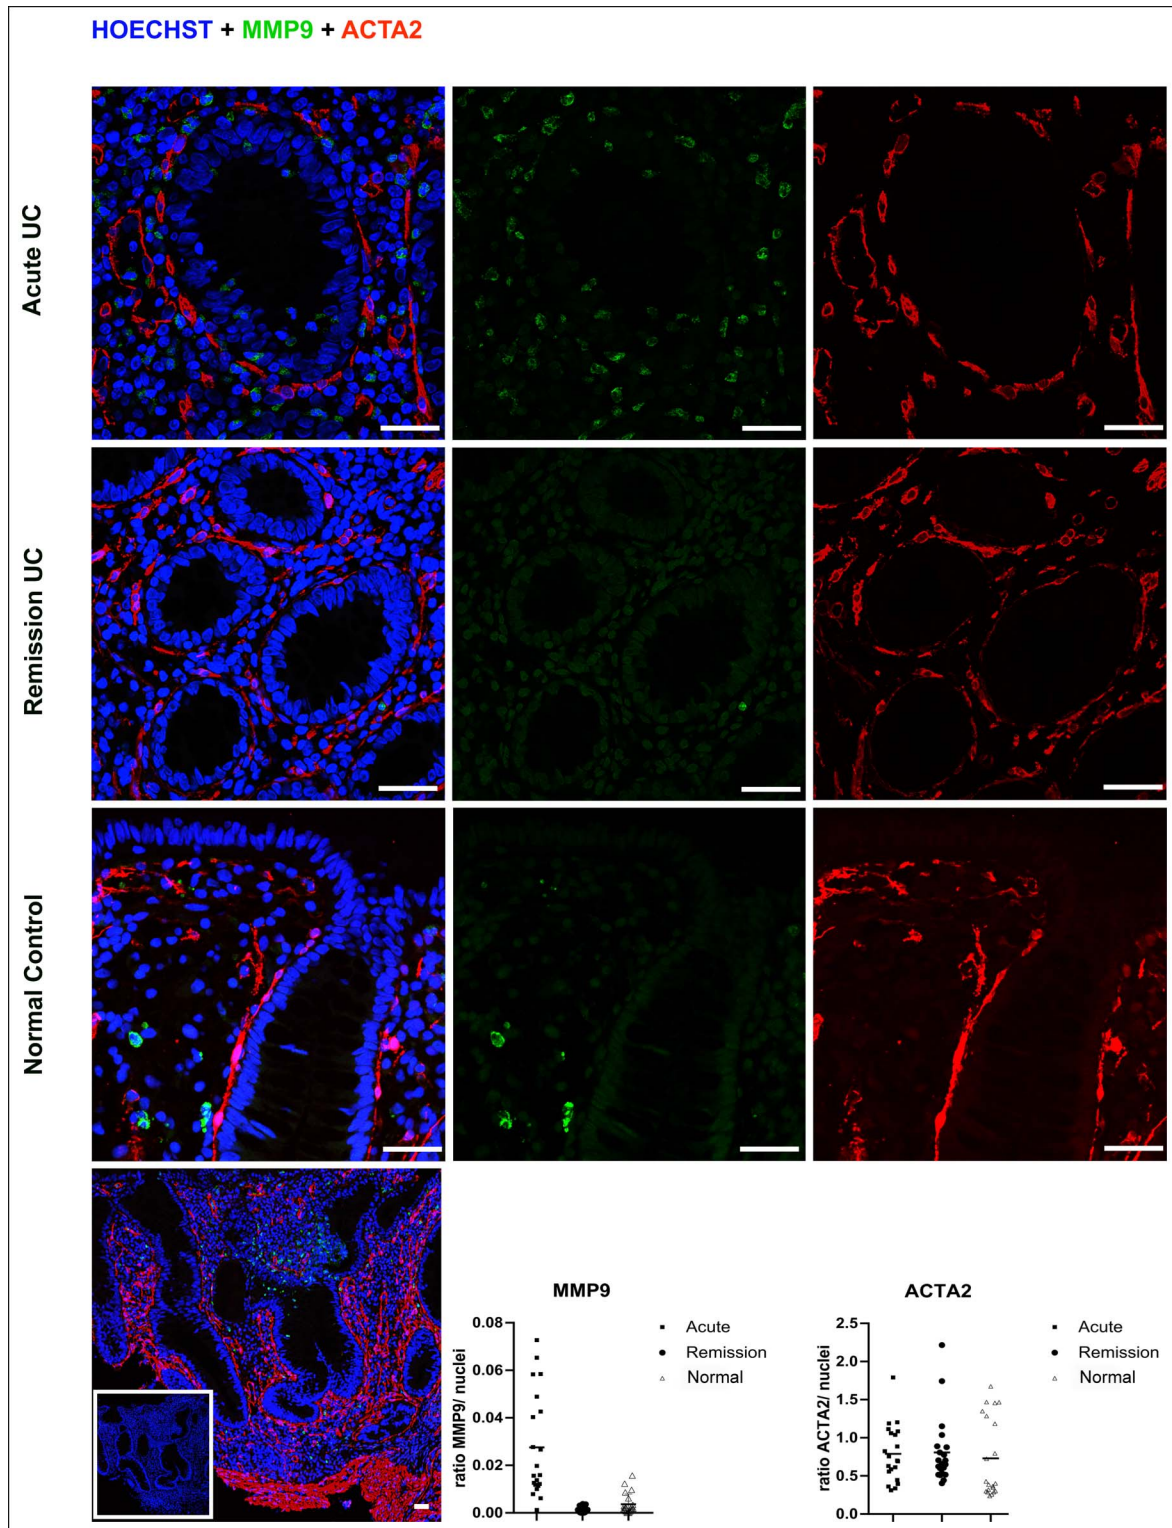 HOECHST + MMP9 + ACTA2
Acute UC
Remission UC
Normal Control
MMP9
ratio MMP9/ nuclei
0.08
0.06
0.04
0.02
0.00
Acute
Remission
Normal
ACTA2
ratio ACTA2/ nuclei
2.5
2.0
1.5
1.0
0.5
0.0
Acute
Remission
Normal